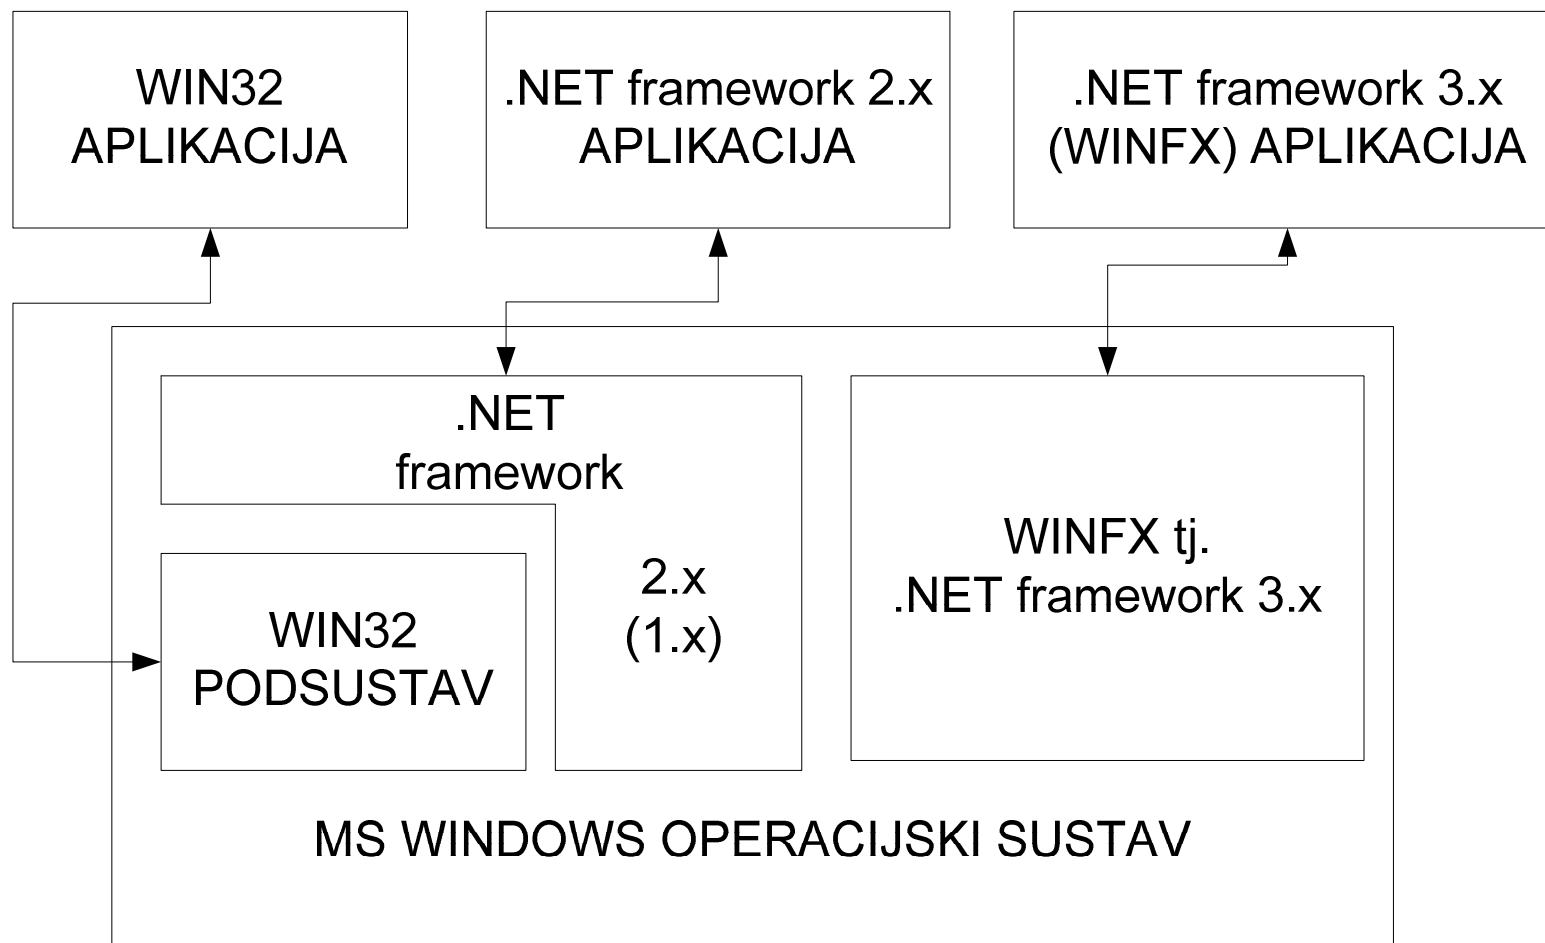 WIN32
APLIKACIJA
.NET framework 2.x
APLIKACIJA
.NET framework 3.x
(WINFX) APLIKACIJA
.NET
framework
2.x
(1.x)
WIN32
PODSUSTAV
WINFX tj.
.NET framework 3.x
MS WINDOWS OPERACIJSKI SUSTAV